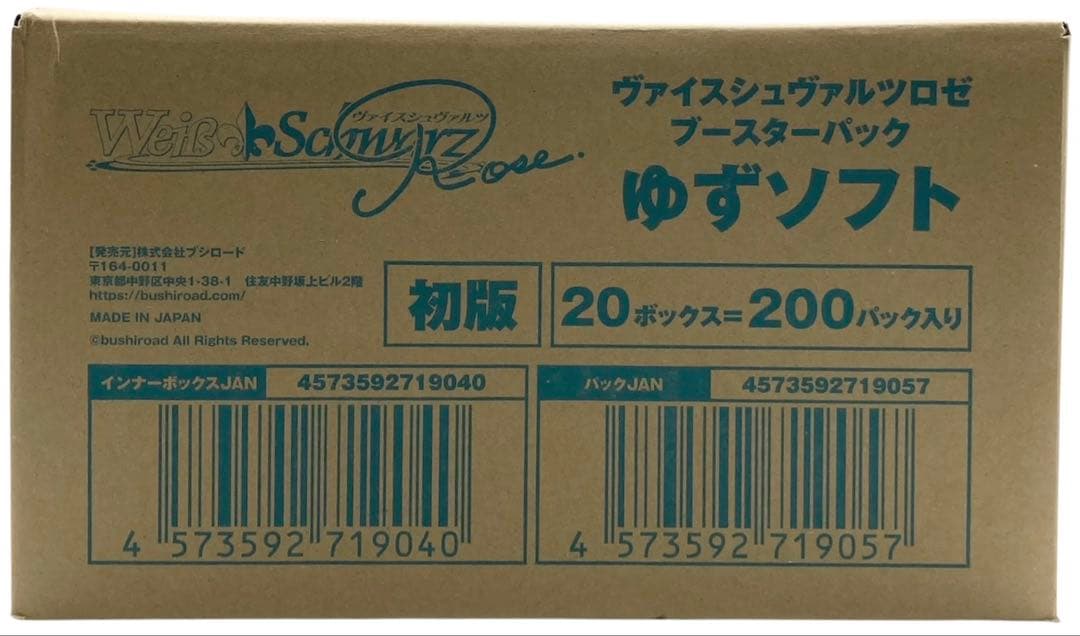 Weiß Schwarz
ヴァイスシュヴァルツ
Rose
ヴァイスシュヴァルツロゼ
ブースターパック
ゆずソフト
【発売元】株式会社ブシロード
〒164-0011
東京都中野区中央1-38-1 住友中野坂上ビル2階
https://bushiroad.com/
MADE IN JAPAN
©bushiroad All Rights Reserved.
初版
20ボックス=200パック入り
インナーボックスJAN 4573592719040
4 573592 719040
パックJAN 4573592719057
4 573592 719057